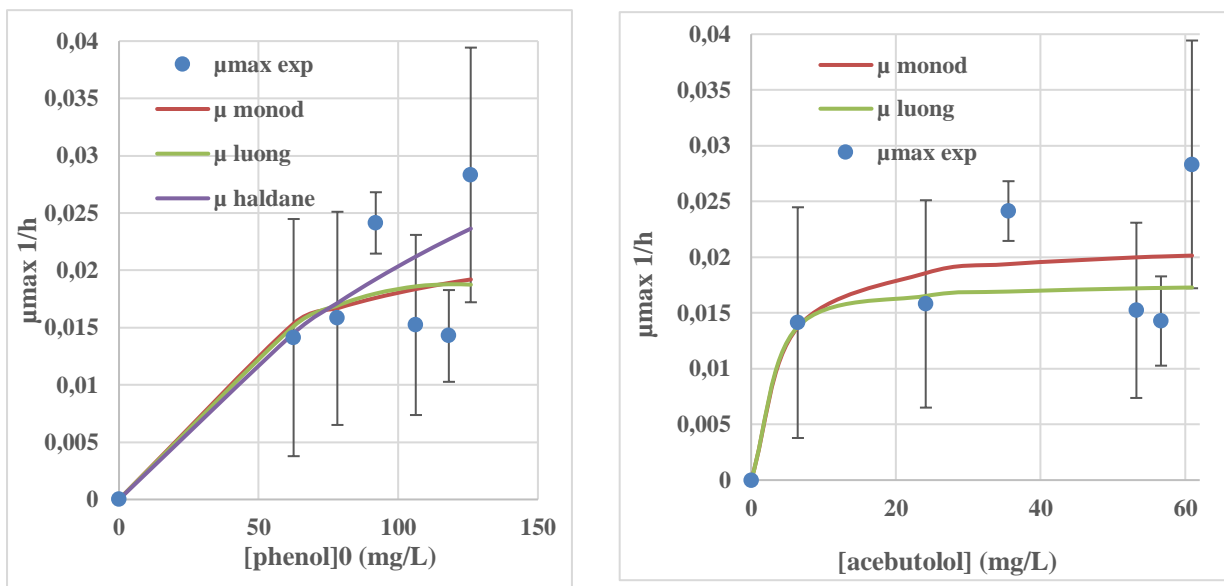 0,04
0,035
0,03
0,025
0,02
0,015
0,01
0,005
0
µmax 1/h
µmax exp
µ monod
µ luong
µ haldane
0 50 100 150
[phenol]0 (mg/L)
0,04
0,035
0,03
0,025
0,02
0,015
0,01
0,005
0
µmax 1/h
µ monod
µ luong
µmax exp
0 20 40 60
[acebutolol] (mg/L)